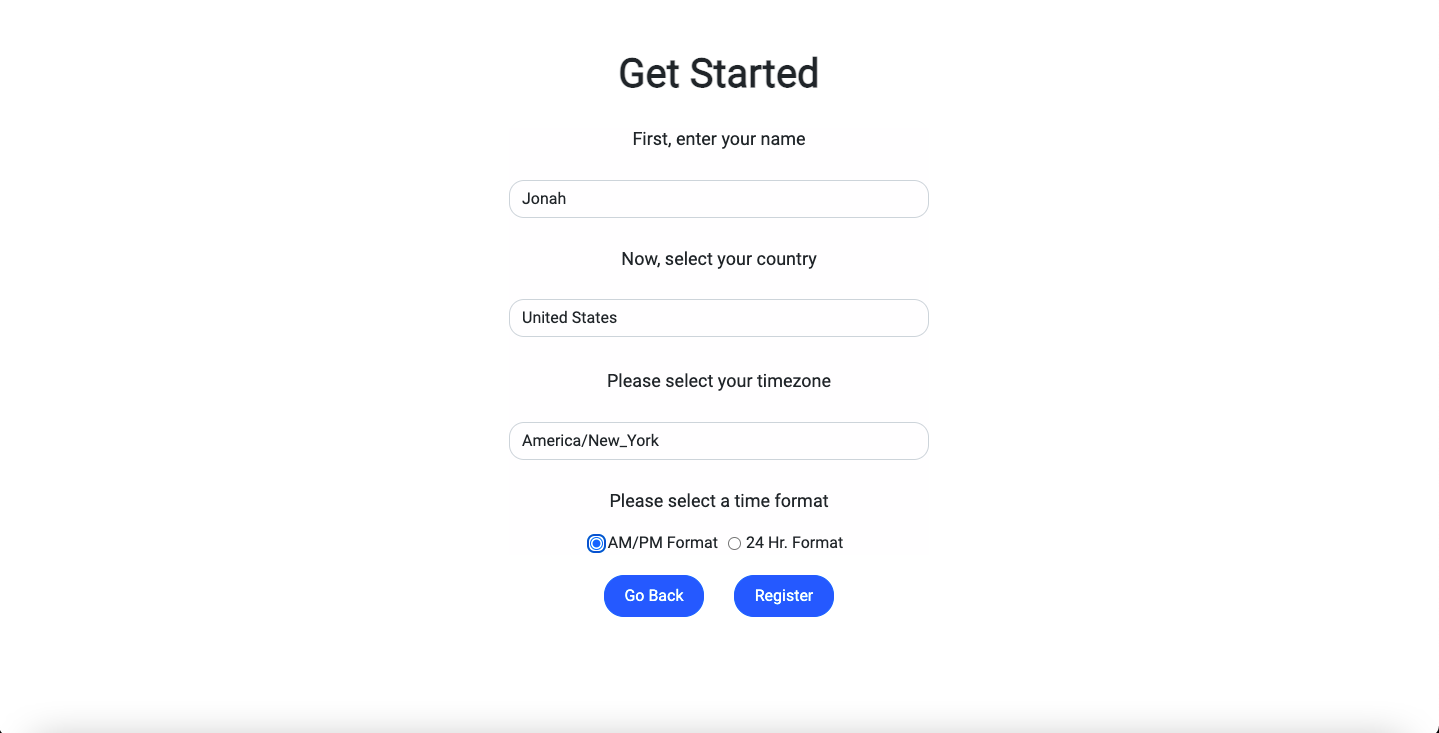 Get Started
First, enter your name
Jonah
Now, select your country
United States
Please select your timezone
America/New_York
Please select a time format
AM/PM Format 24 Hr. Format
Go Back Register